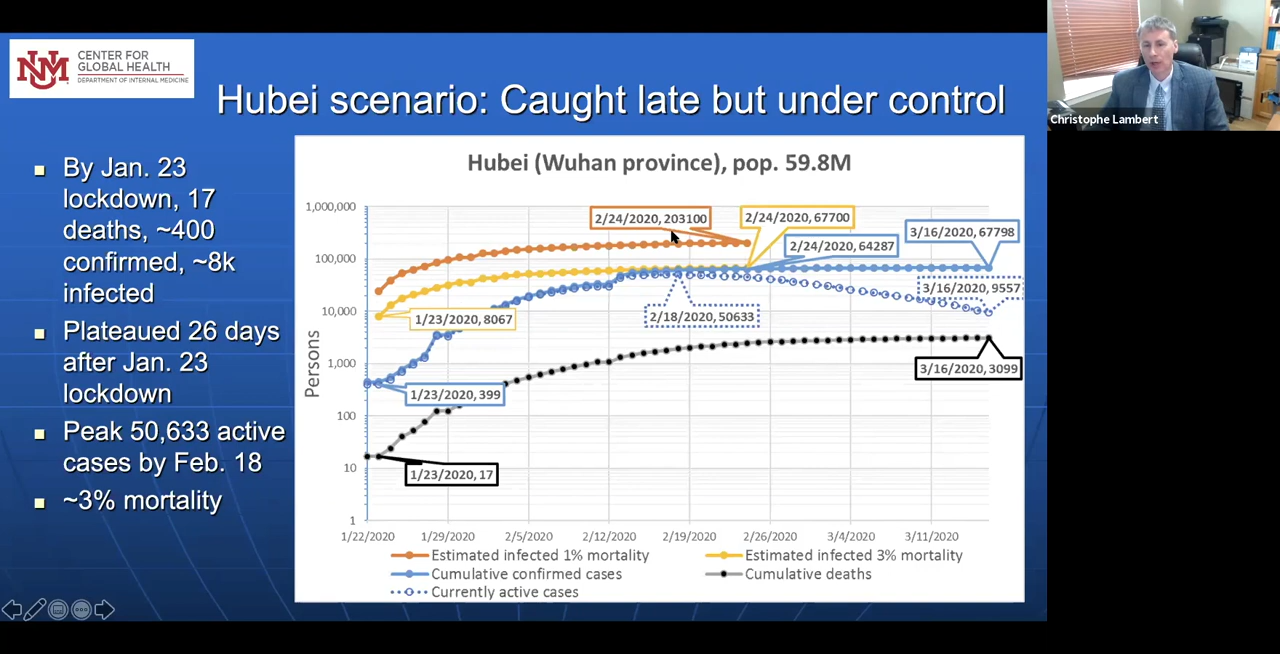 UNM
CENTER FOR
GLOBAL HEALTH
DEPARTMENT OF INTERNAL MEDICINE
Hubei scenario: Caught late but under control
Christophe Lambert
By Jan. 23
lockdown, 17
deaths, ~400
confirmed, ~8k
infected
Plateaued 26 days
after Jan. 23
lockdown
Peak 50,633 active
cases by Feb. 18
~3% mortality
Hubei (Wuhan province), pop. 59.8M
Persons
1,000,000
100,000
10,000
1,000
100
10
1
2/24/2020, 203100
2/24/2020, 67700
2/24/2020, 64287
3/16/2020, 67798
3/16/2020, 9557
2/18/2020, 50633
1/23/2020, 8067
1/23/2020, 399
3/16/2020, 3099
1/23/2020, 17
1/22/2020
1/29/2020
2/5/2020
2/12/2020
2/19/2020
2/26/2020
3/4/2020
3/11/2020
Estimated infected 1% mortality
Estimated infected 3% mortality
Cumulative confirmed cases
Cumulative deaths
Currently active cases